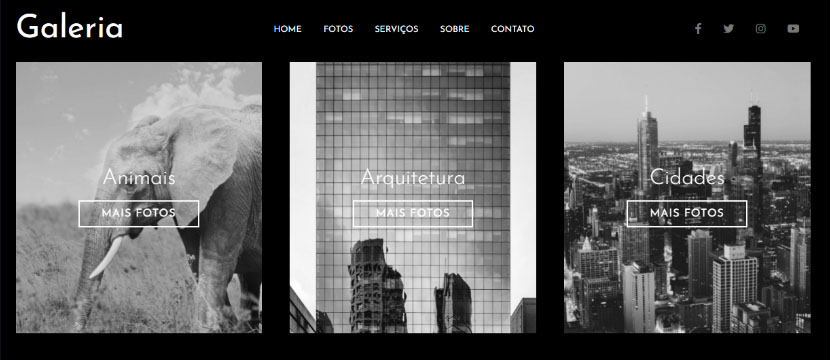 Galeria
HOME FOTOS SERVIÇOS SOBRE CONTATO
Animais
MAIS FOTOS
Arquitetura
MAIS FOTOS
Cidades
MAIS FOTOS